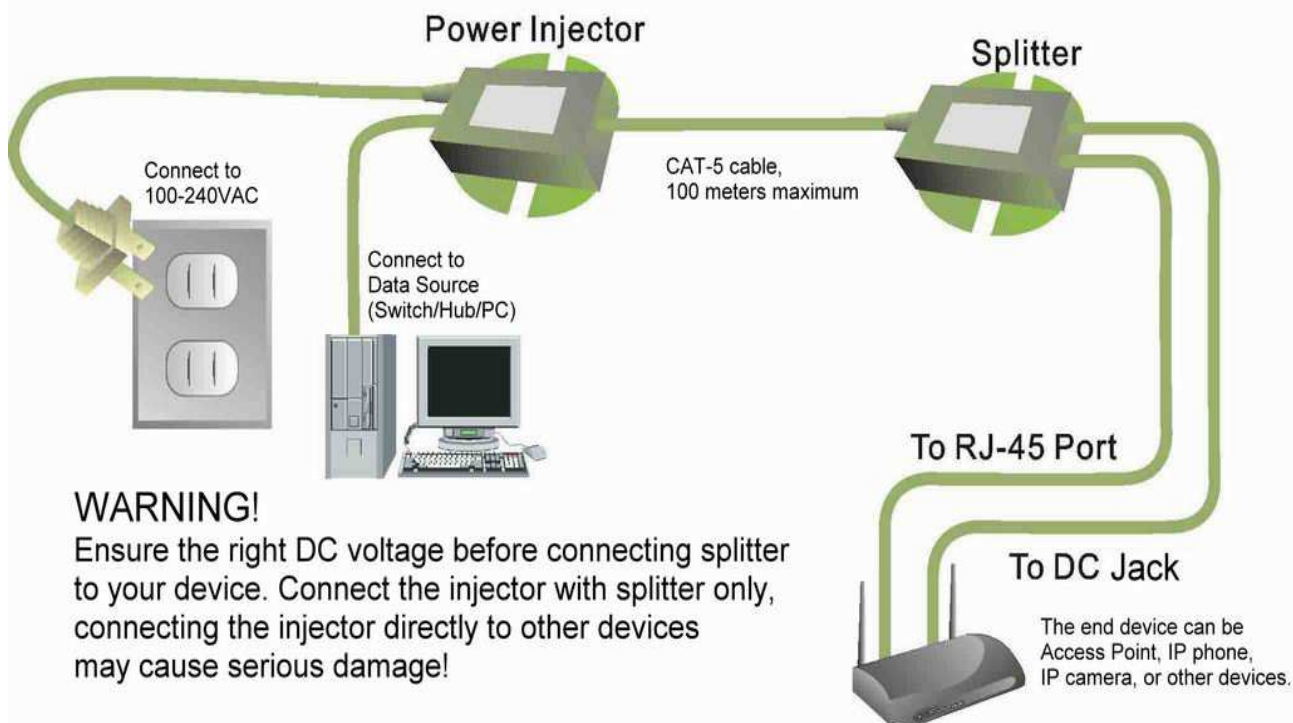 Power Injector
Splitter
Connect to
100-240VAC
CAT-5 cable,
100 meters maximum
Connect to
Data Source
(Switch/Hub/PC)
To RJ-45 Port
To DC Jack
WARNING!
Ensure the right DC voltage before connecting splitter
to your device. Connect the injector with splitter only,
connecting the injector directly to other devices
may cause serious damage!
The end device can be
Access Point, IP phone,
IP camera, or other devices.